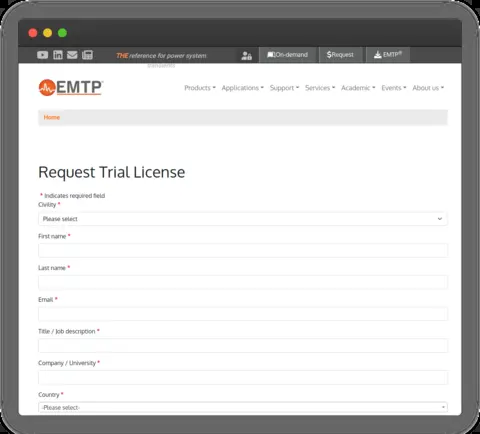 THE reference for power system
transients
On-demand
$Request
EMTP®
EMTP
Products Applications Support Services Academic Events About us
Home
Request Trial License
* Indicates required field
Civility *
Please select
First name *
Last name *
Email *
Title / Job description *
Company / University *
Country *
-Please select-